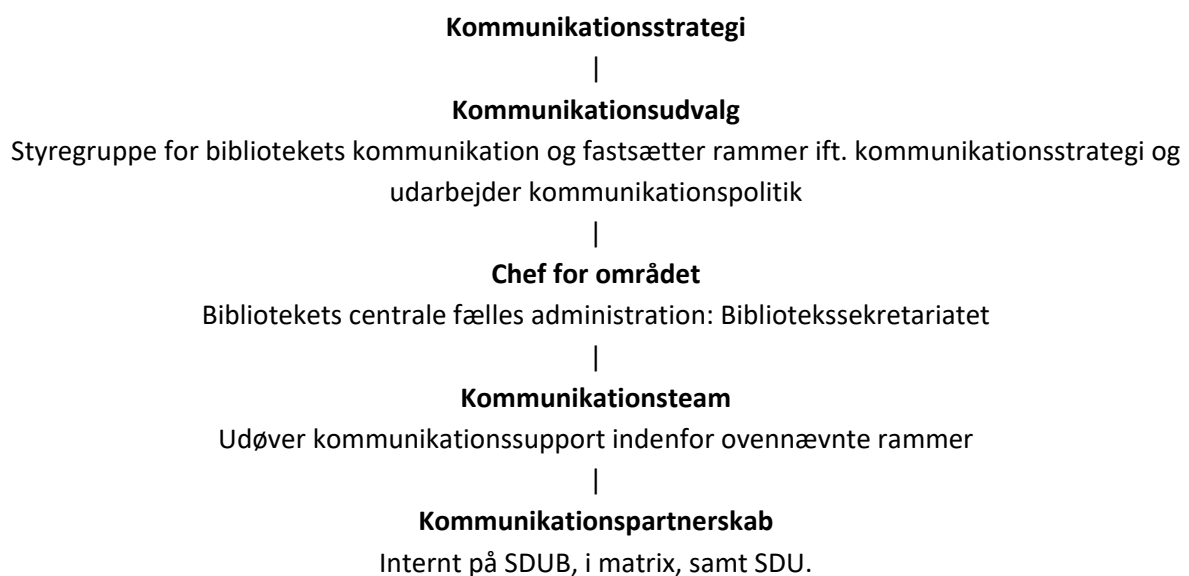 Kommunikationsstrategi
|
Kommunikationsudvalg
Styregruppe for bibliotekets kommunikation og fastsætter rammer ift. kommunikationsstrategi og
udarbejder kommunikationspolitik
|
Chef for området
Bibliotekets centrale fælles administration: Bibliotekssekretariatet
|
Kommunikationsteam
Udøver kommunikationssupport indenfor ovennævnte rammer
|
Kommunikationspartnerskab
Internt på SDUB, i matrix, samt SDU.